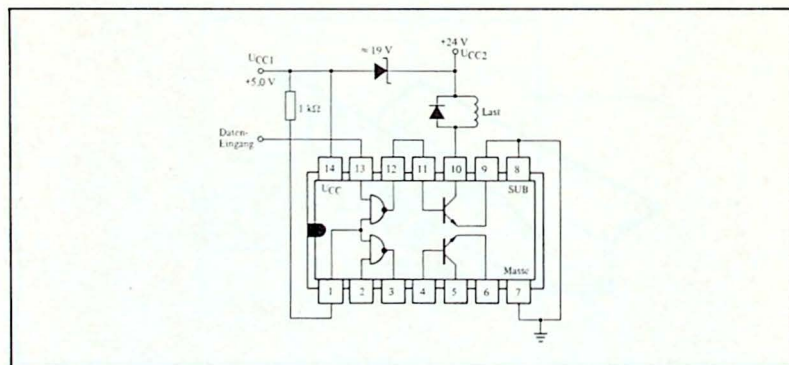 +24 V
≈ 19 V
UCC1
UCC2
+5,0 V
1 kΩ
Last
Daten-
Eingang
14 13 12 11 10 9 8
UCC
SUB
Masse
1 2 3 4 5 6 7